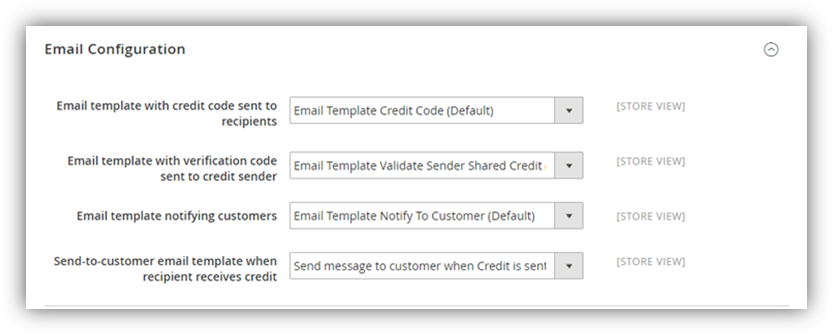 Email Configuration
Email template with credit code sent to
recipients
Email Template Credit Code (Default)
[STORE VIEW]
Email template with verification code
sent to credit sender
Email Template Validate Sender Shared Credit
[STORE VIEW]
Email template notifying customers
Email Template Notify To Customer (Default)
[STORE VIEW]
Send-to-customer email template when
recipient receives credit
Send message to customer when Credit is sent
[STORE VIEW]